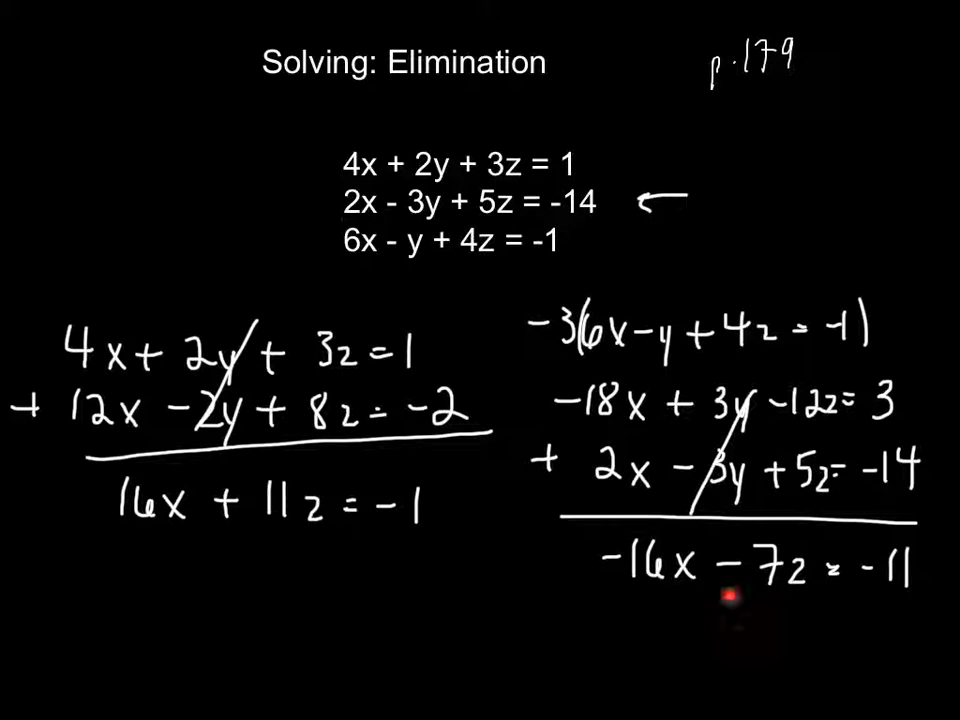 Solving: Elimination
p.179
4x + 2y + 3z = 1
2x - 3y + 5z = -14
6x - y + 4z = -1
4x + 2y + 3z = 1
+ 12x - 2y + 8z = -2
16x + 11z = -1
-3(6x - y + 4z = -1)
-18x + 3y - 12z = 3
+ 2x - 3y + 5z = -14
-16x - 7z = -11